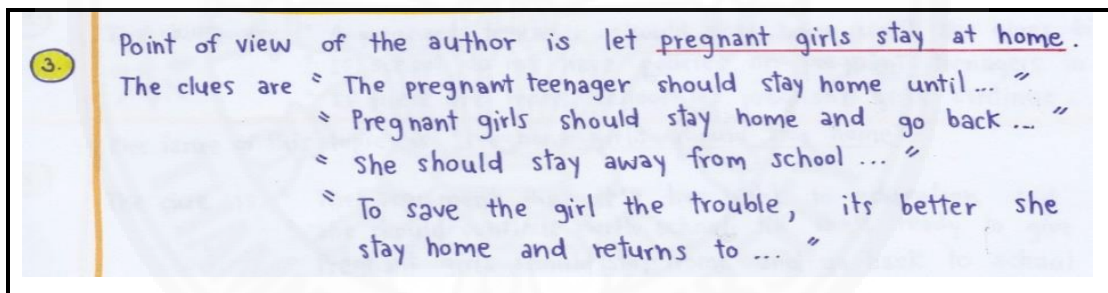 3. Point of view of the author is let pregnant girls stay at home.
The clues are " The pregnant teenager should stay home until... "
" Pregnant girls should stay home and go back ... "
" She should stay away from school ... "
" To save the girl the trouble, its better she
stay home and returns to ... "